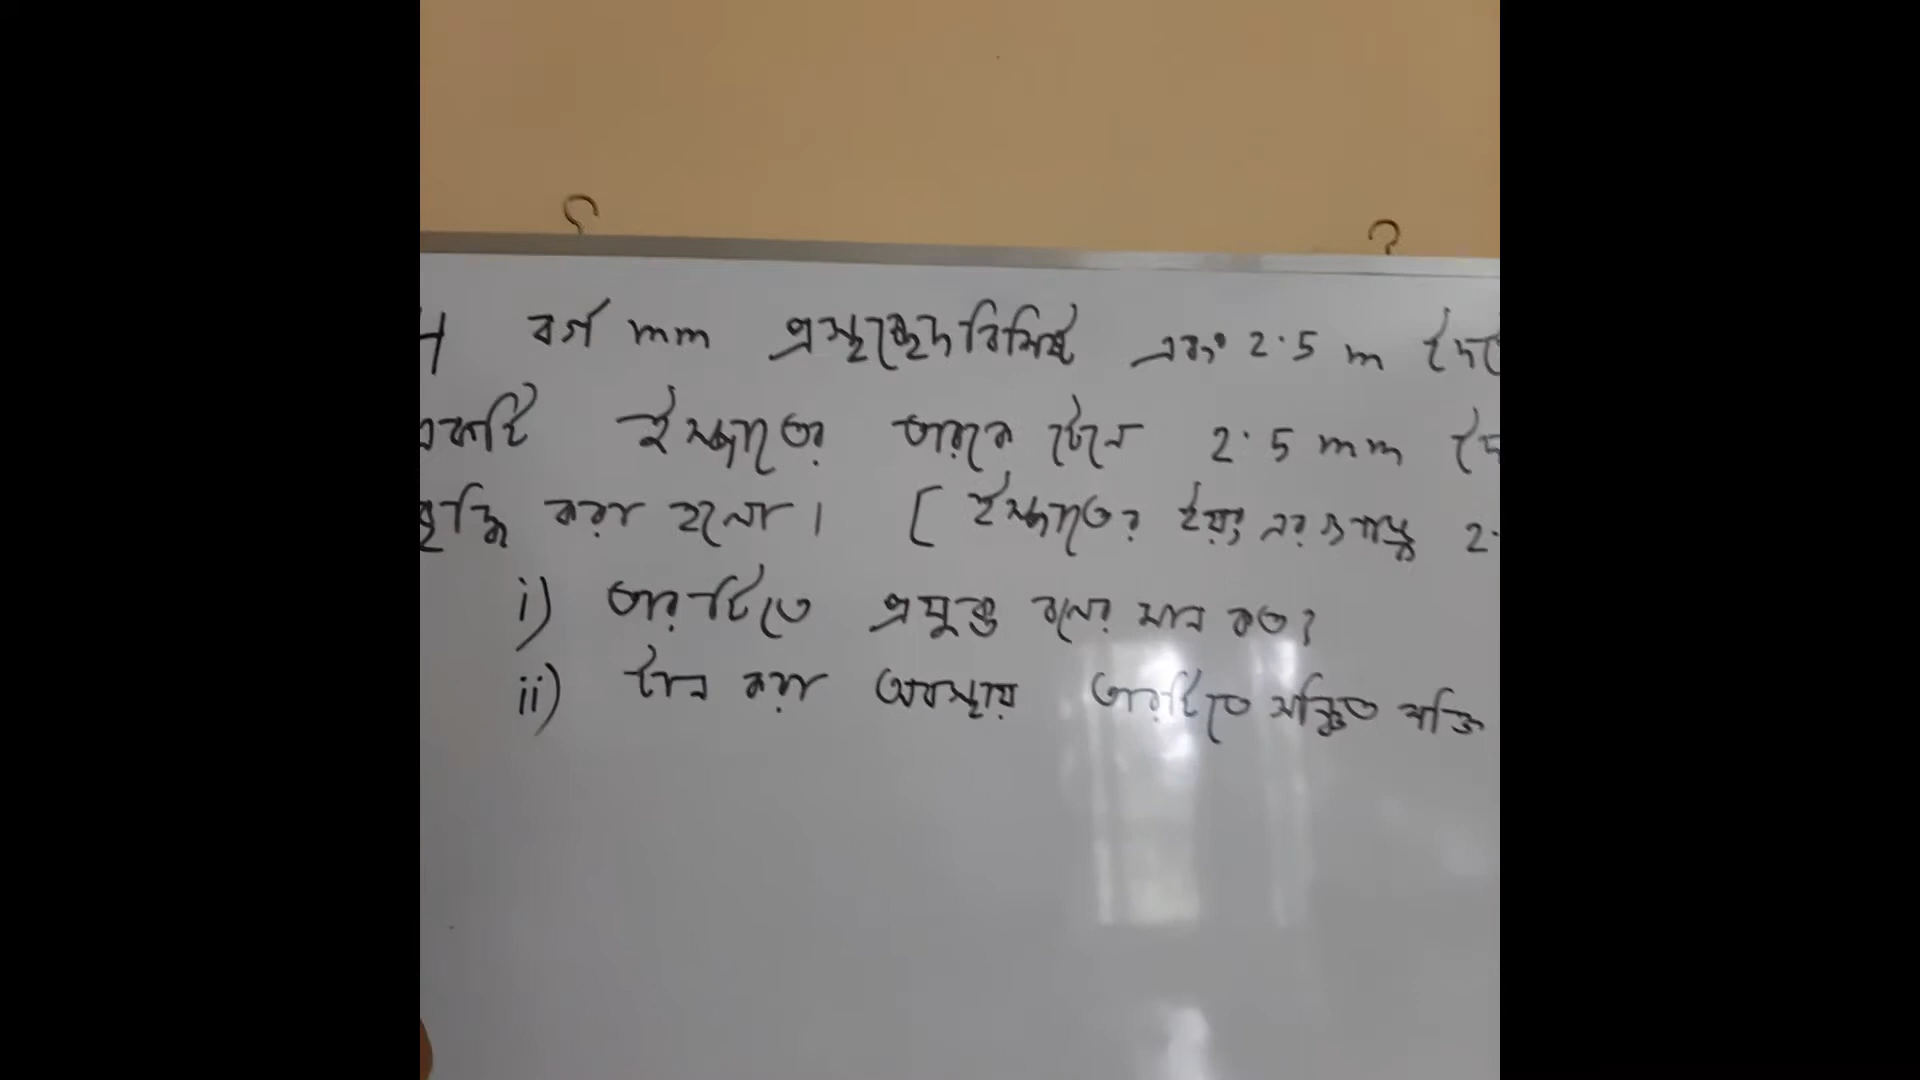 4 বর্গ mm প্রস্থচ্ছেদবিশিষ্ট এবং 2.5 m দৈর্ঘ্যে
একটি ইস্পাতের তারকে টেনে 2.5 mm দৈ
বৃদ্ধি করা হলো। [ ইস্পাতের ইয়ং এর গুণাঙ্ক 2.
i) তারটিতে প্রযুক্ত বলের মান কত?
ii) টান করা অবস্থায় তারটিতে সঞ্চিত শক্তি